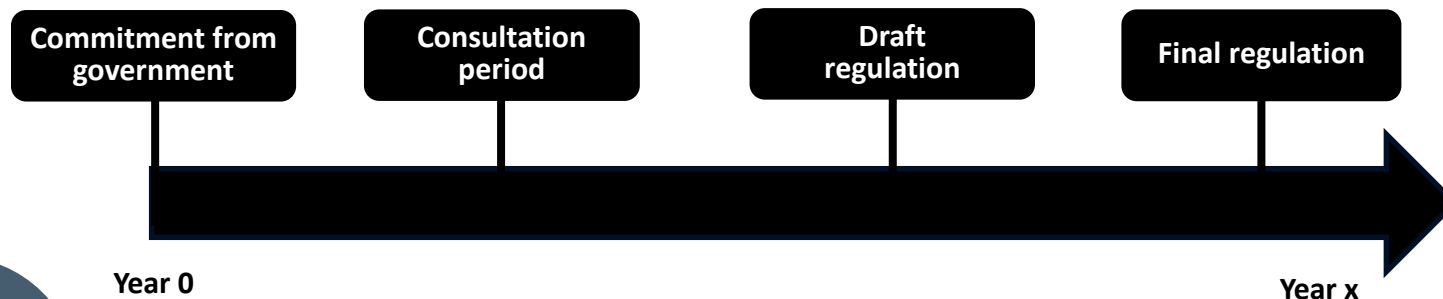 Commitment from
government
Consultation
period
Draft
regulation
Final regulation
Year 0
Year x